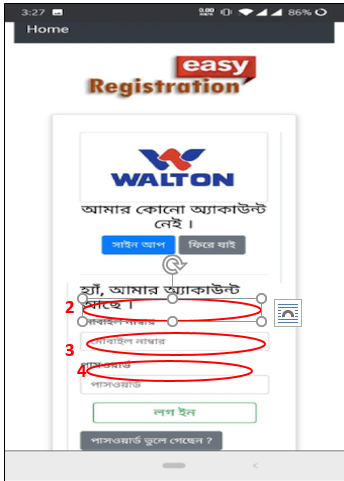 3:27
0.00
KB/S
86%
Home
easy
Registration
WALTON
আমার কোনো অ্যাকাউন্ট
নেই ।
সাইন আপ
ফিরে যাই
হ্যাঁ, আমার অ্যাকাউন্ট
2 আছে ।
মোবাইল নাম্বার
3 মোবাইল নাম্বার
4 পাসওয়ার্ড
পাসওয়ার্ড
লগ ইন
পাসওয়ার্ড ভুলে গেছেন ?